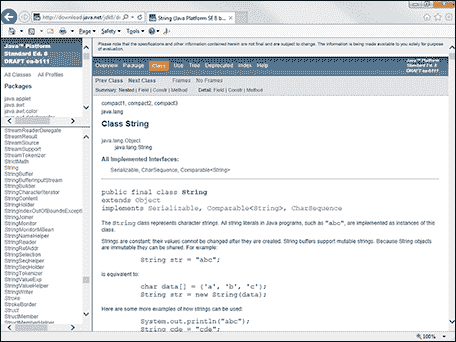 http://download.java.net/jdk8/d
String (Java Platform SE 8 b...
Page
Safety
Tools
Java™ Platform
Standard Ed. 8
DRAFT ea-b111
All Classes All Profiles
Packages
java.applet
java.awt
java.awt.color
StreamReaderDelegate
StreamResult
StreamSource
StreamSupport
StreamTokenizer
StrictMath
String
StringBuffer
StringBufferInputStream
StringBuilder
StringCharacterIterator
StringContent
StringHolder
StringIndexOutOfBoundsExcepti
StringJoiner
StringMonitor
StringMonitorMBean
StringNameHelper
StringReader
StringRefAddr
StringSelection
StringSeqHelper
StringSeqHolder
StringTokenizer
StringValueExp
StringValueHelper
StringWriter
Stroke
StrokeBorder
Struct
StructMember
StructMemberHelper
Please note that the specifications and other information contained herein are not final and are subject to change. The information is being made available to you solely for purpose
of evaluation.
Overview Package Class Use Tree Deprecated Index Help
Java™ Platform
Standard Ed. 8
DRAFT ea-b111
Prev Class Next Class Frames No Frames
Summary: Nested | Field | Constr | Method Detail: Field | Constr | Method
compact1, compact2, compact3
java.lang
Class String
java.lang.Object
java.lang.String
All Implemented Interfaces:
Serializable, CharSequence, Comparable<String>
public final class String
extends Object
implements Serializable, Comparable<String>, CharSequence
The String class represents character strings. All string literals in Java programs, such as "abc", are implemented as instances of this
class.
Strings are constant; their values cannot be changed after they are created. String buffers support mutable strings. Because String objects
are immutable they can be shared. For example:
String str = "abc";
is equivalent to:
char data[] = {'a', 'b', 'c'};
String str = new String(data);
Here are some more examples of how strings can be used:
System.out.println("abc");
String cde = "cde";
100%